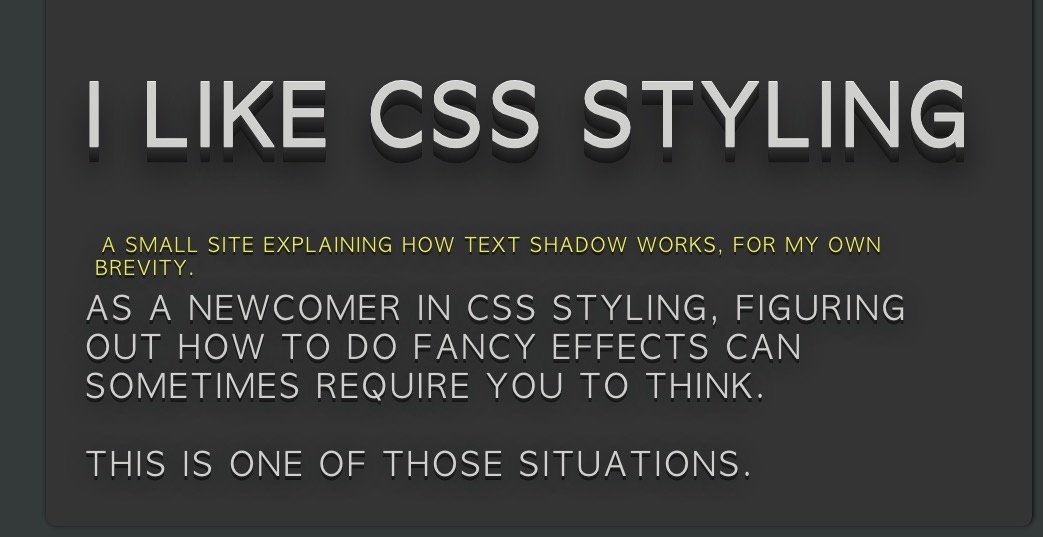 I LIKE CSS STYLING
A SMALL SITE EXPLAINING HOW TEXT SHADOW WORKS, FOR MY OWN
BREVITY.
AS A NEWCOMER IN CSS STYLING, FIGURING
OUT HOW TO DO FANCY EFFECTS CAN
SOMETIMES REQUIRE YOU TO THINK.
THIS IS ONE OF THOSE SITUATIONS.